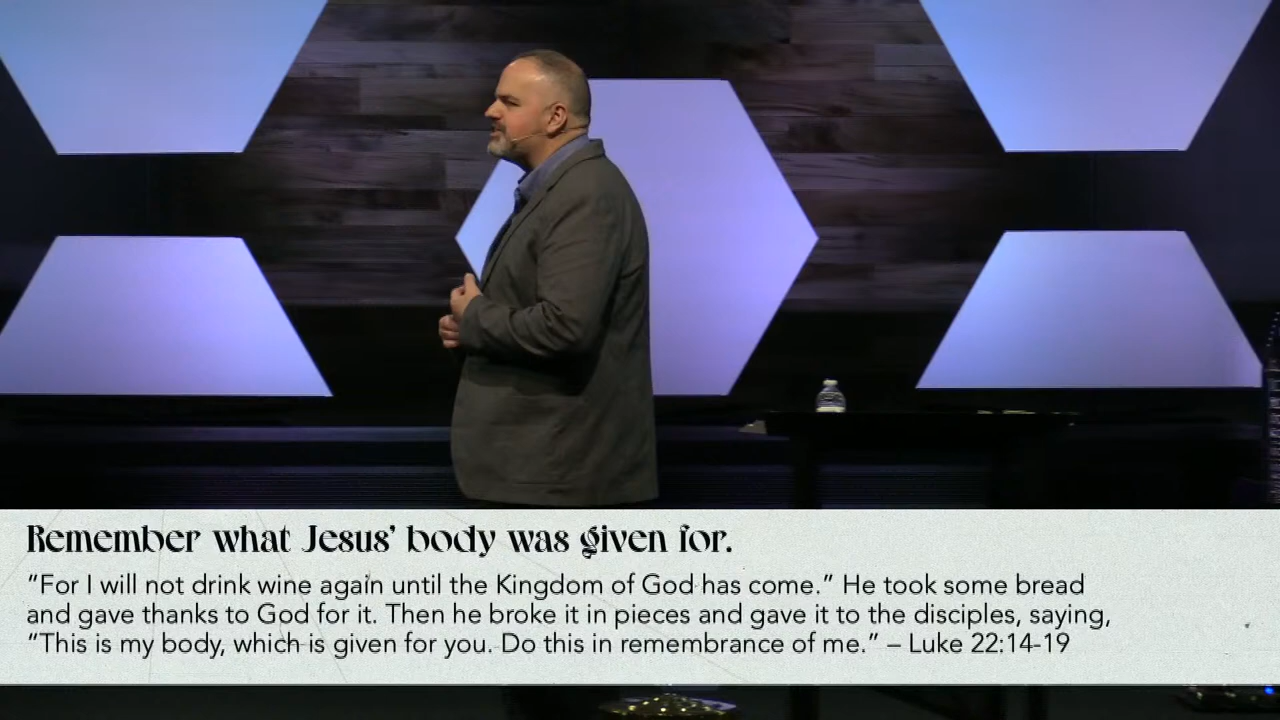 Remember what Jesus’ body was given for.
“For I will not drink wine again until the Kingdom of God has come.” He took some bread
and gave thanks to God for it. Then he broke it in pieces and gave it to the disciples, saying,
“This is my body, which is given for you. Do this in remembrance of me.” – Luke 22:14-19